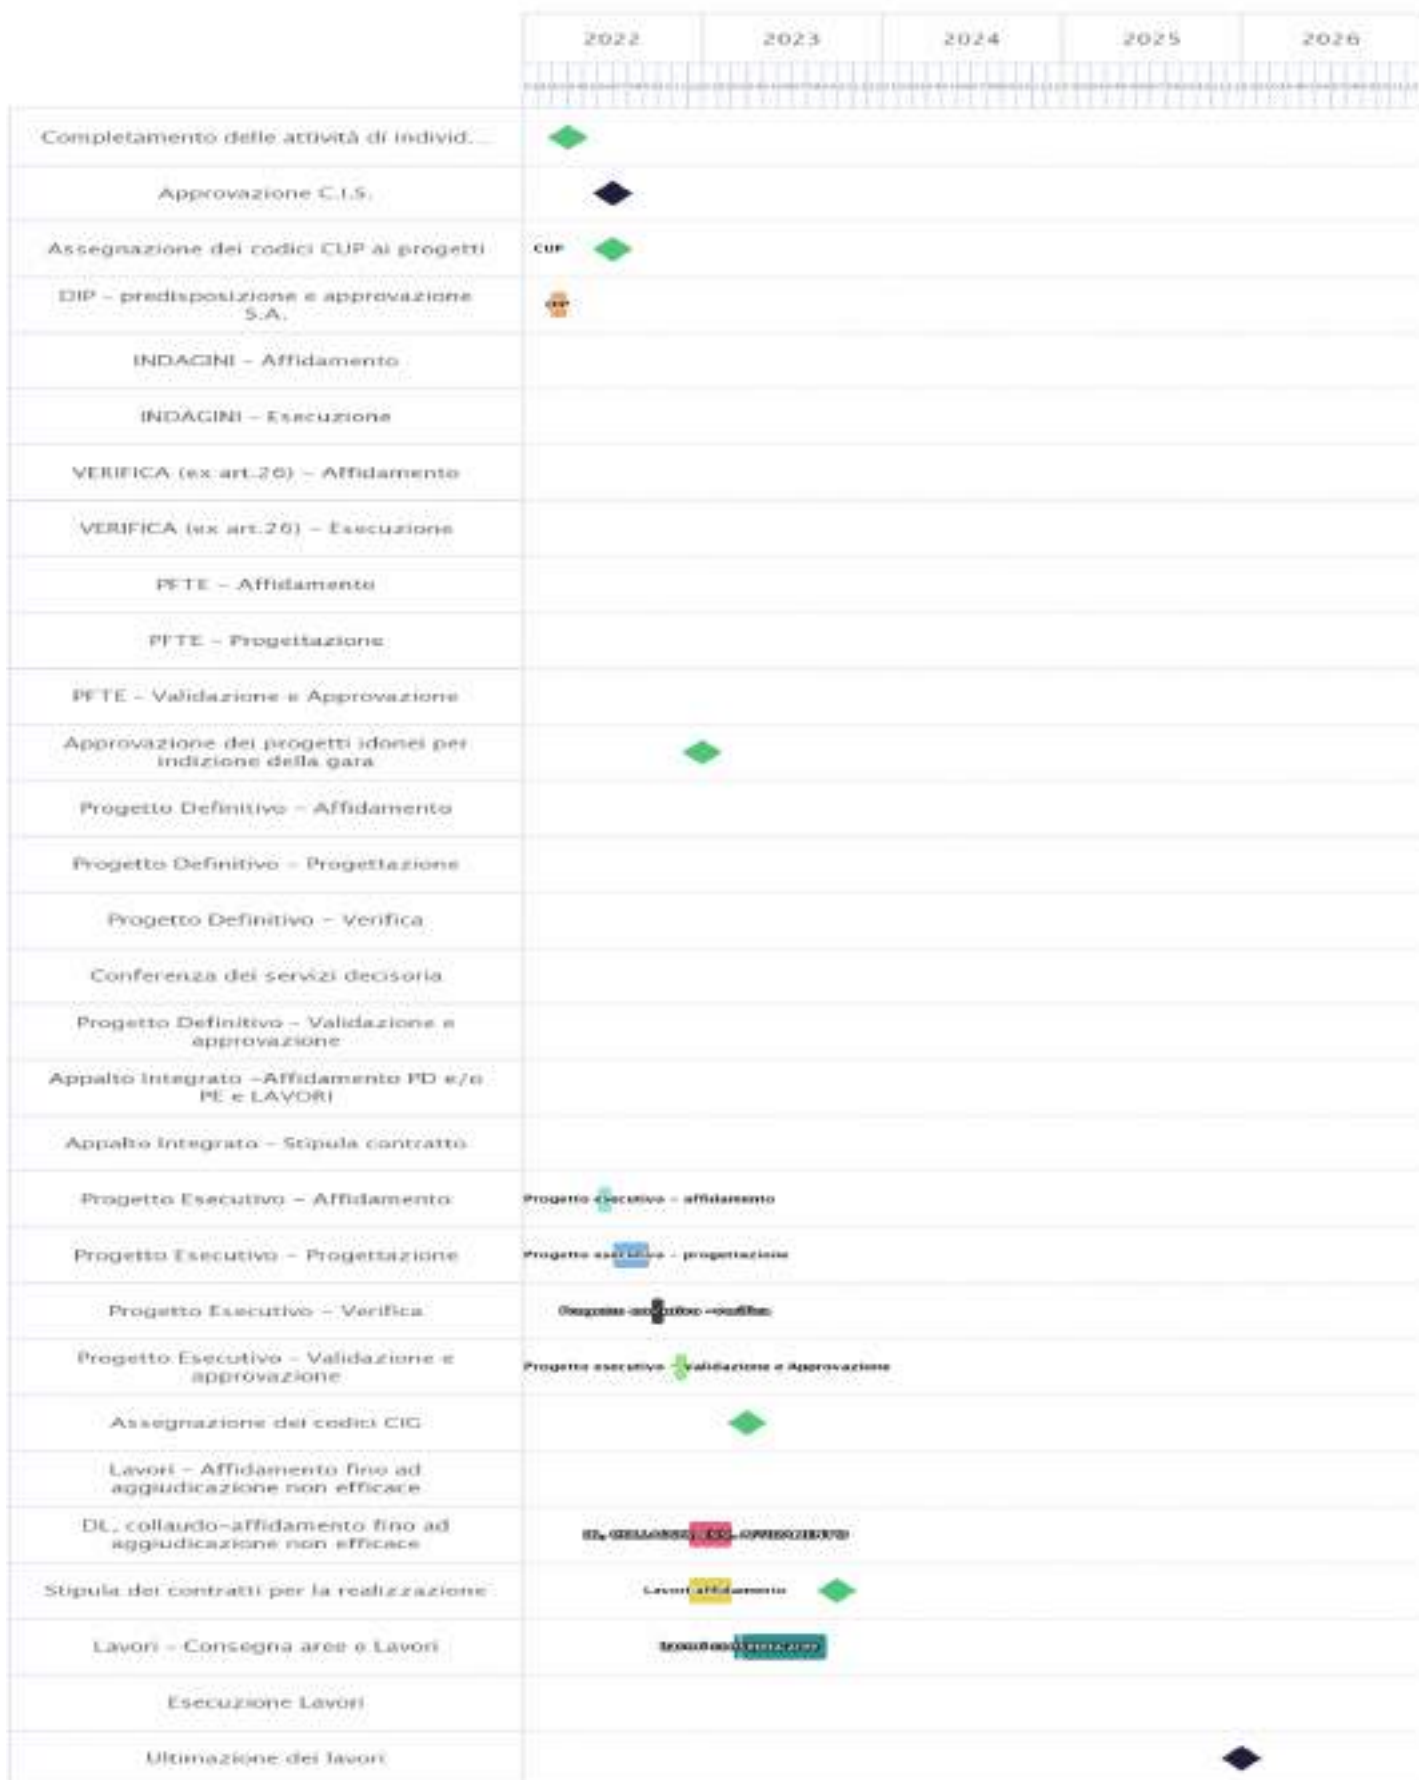 2022 2023 2024 2025 2026
Completamento delle attività di individ....
Approvazione C.I.S.
Assegnazione dei codici CUP ai progetti CUP
DIP - predisposizione e approvazione
S.A.
INDAGINI - Affidamento
INDAGINI - Esecuzione
VERIFICA (ex art.26) - Affidamento
VERIFICA (ex art.26) - Esecuzione
PFTE - Affidamento
PFTE - Progettazione
PFTE - Validazione e Approvazione
Approvazione dei progetti idonei per
indizione della gara
Progetto Definitivo - Affidamento
Progetto Definitivo - Progettazione
Progetto Definitivo - Verifica
Conferenza dei servizi decisoria
Progetto Definitivo - Validazione e
approvazione
Appalto Integrato -Affidamento PD e/o
PE e LAVORI
Appalto Integrato - Stipula contratto
Progetto Esecutivo - Affidamento Progetto esecutivo - affidamento
Progetto Esecutivo - Progettazione Progetto esecutivo - progettazione
Progetto Esecutivo - Verifica
Progetto Esecutivo - Validazione e
approvazione
Progetto esecutivo - validazione e Approvazione
Assegnazione dei codici CIG
Lavori - Affidamento fino ad
aggiudicazione non efficace
DL, collaudo-affidamento fino ad
aggiudicazione non efficace
Stipula dei contratti per la realizzazione Lavori affidamento
Lavori - Consegna aree e Lavori
Esecuzione Lavori
Ultimazione dei lavori